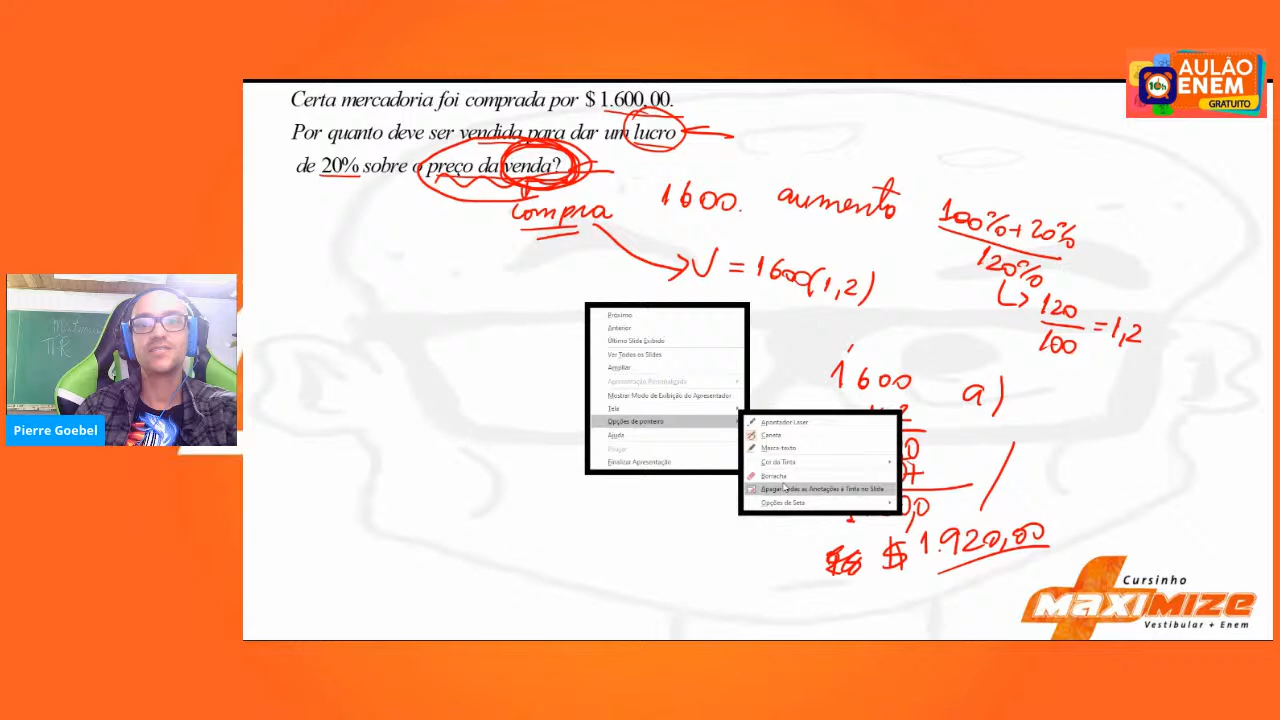 AULÃO
ENEM
GRATUITO
10h
Certa mercadoria foi comprada por $ 1.600,00.
Por quanto deve ser vendida para dar um lucro
de 20% sobre o preço da venda?
compra
1600. aumento 100% + 20%
120%
V = 1600(1,2)
120
100
= 1,2
Próximo
Anterior
Último Slide Exibido
Ver Todos os Slides
Ampliar
Apresentação Personalizada
Mostrar Modo de Exibição do Apresentador
Tela
Opções de ponteiro
Ajuda
Pausar
Finalizar Apresentação
1600 a)
Apontador Laser
Caneta
Marca-texto
Cor da Tinta
Borracha
Apagar as Anotações à Tinta no Slide
Opções de Seta
$ 1.920,00
Pierre Goebel
Matemá
Cursinho
MAXIMIZE
Vestibular + Enem